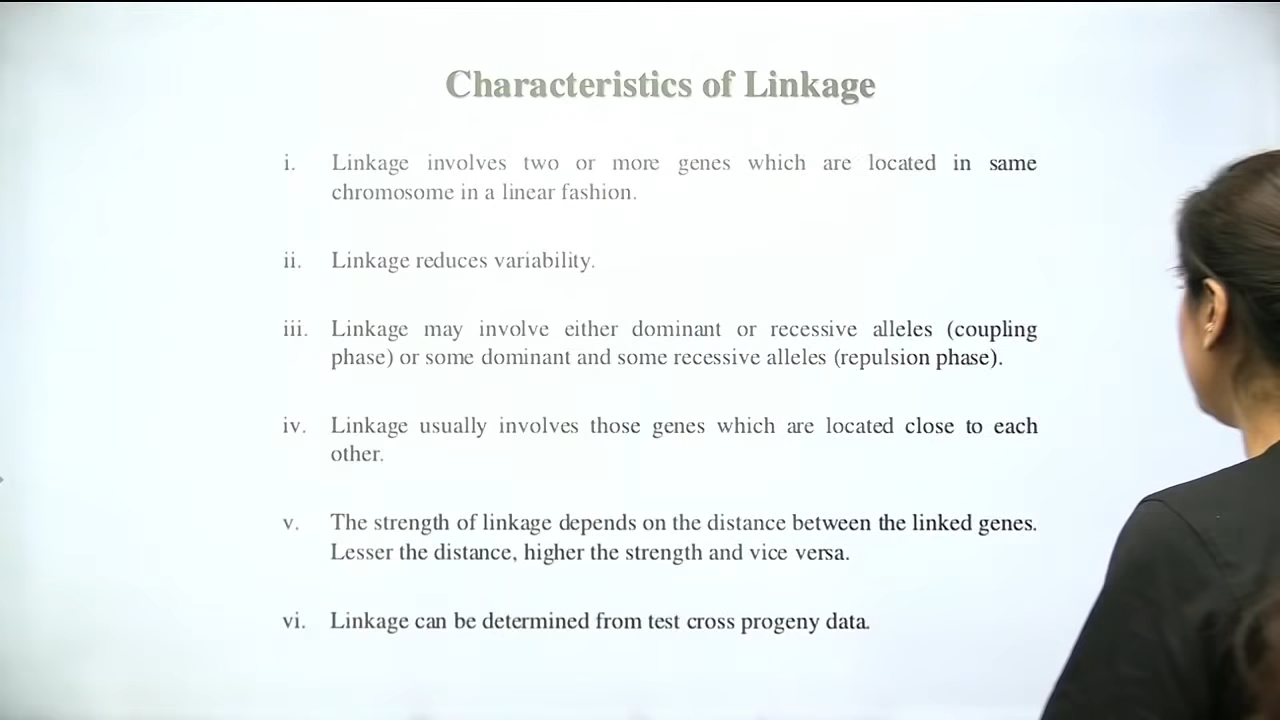 Characteristics of Linkage
i. Linkage involves two or more genes which are located in same
chromosome in a linear fashion.
ii. Linkage reduces variability.
iii. Linkage may involve either dominant or recessive alleles (coupling
phase) or some dominant and some recessive alleles (repulsion phase).
iv. Linkage usually involves those genes which are located close to each
other.
v. The strength of linkage depends on the distance between the linked genes.
Lesser the distance, higher the strength and vice versa.
vi. Linkage can be determined from test cross progeny data.